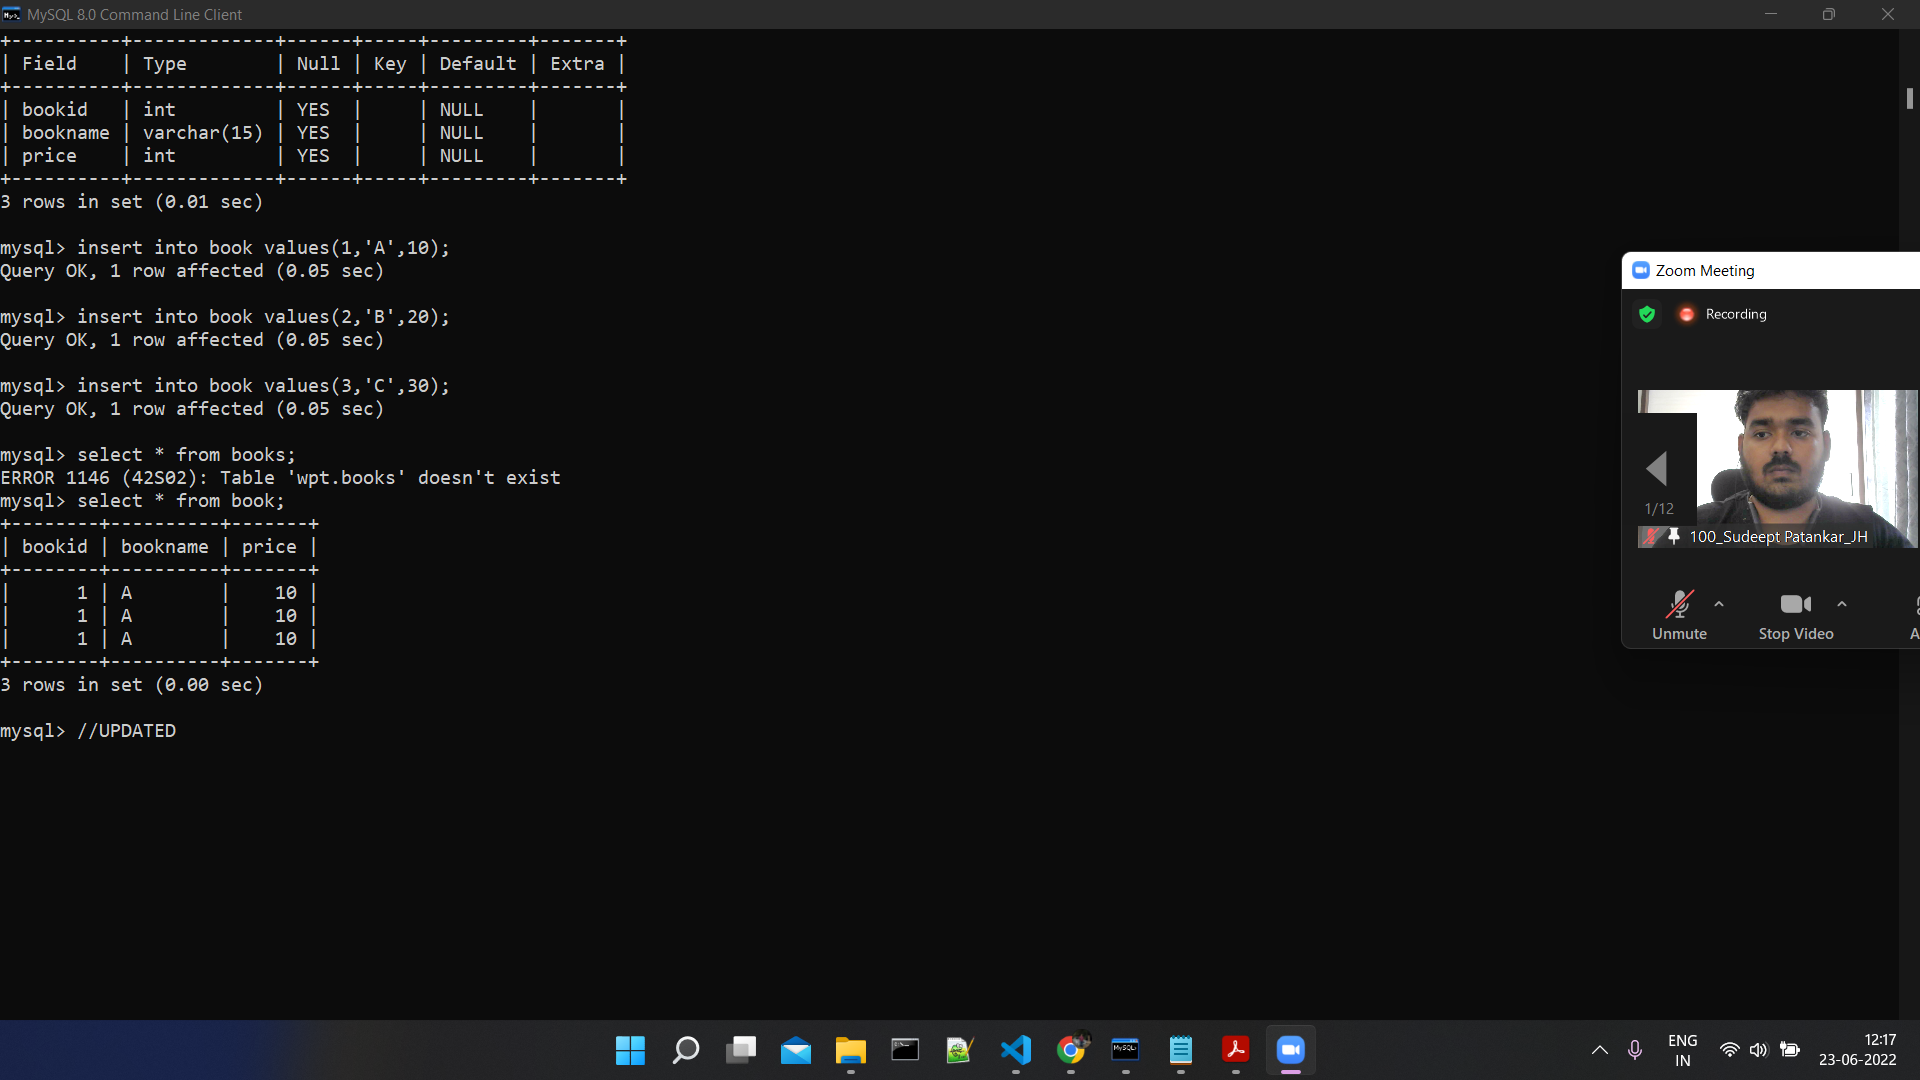 MySQL 8.0 Command Line Client
+----------+-------------+------+-----+---------+-------+
| Field    | Type        | Null | Key | Default | Extra |
+----------+-------------+------+-----+---------+-------+
| bookid   | int         | YES  |     | NULL    |       |
| bookname | varchar(15) | YES  |     | NULL    |       |
| price    | int         | YES  |     | NULL    |       |
+----------+-------------+------+-----+---------+-------+
3 rows in set (0.01 sec)
mysql> insert into book values(1,'A',10);
Query OK, 1 row affected (0.05 sec)
mysql> insert into book values(2,'B',20);
Query OK, 1 row affected (0.05 sec)
mysql> insert into book values(3,'C',30);
Query OK, 1 row affected (0.05 sec)
mysql> select * from books;
ERROR 1146 (42S02): Table 'wpt.books' doesn't exist
mysql> select * from book;
+--------+----------+-------+
| bookid | bookname | price |
+--------+----------+-------+
|      1 | A        |    10 |
|      1 | A        |    10 |
|      1 | A        |    10 |
+--------+----------+-------+
3 rows in set (0.00 sec)
mysql> //UPDATED
Zoom Meeting
Recording
1/12
100_Sudeept Patankar_JH
Unmute
Stop Video
ENG
IN
12:17
23-06-2022